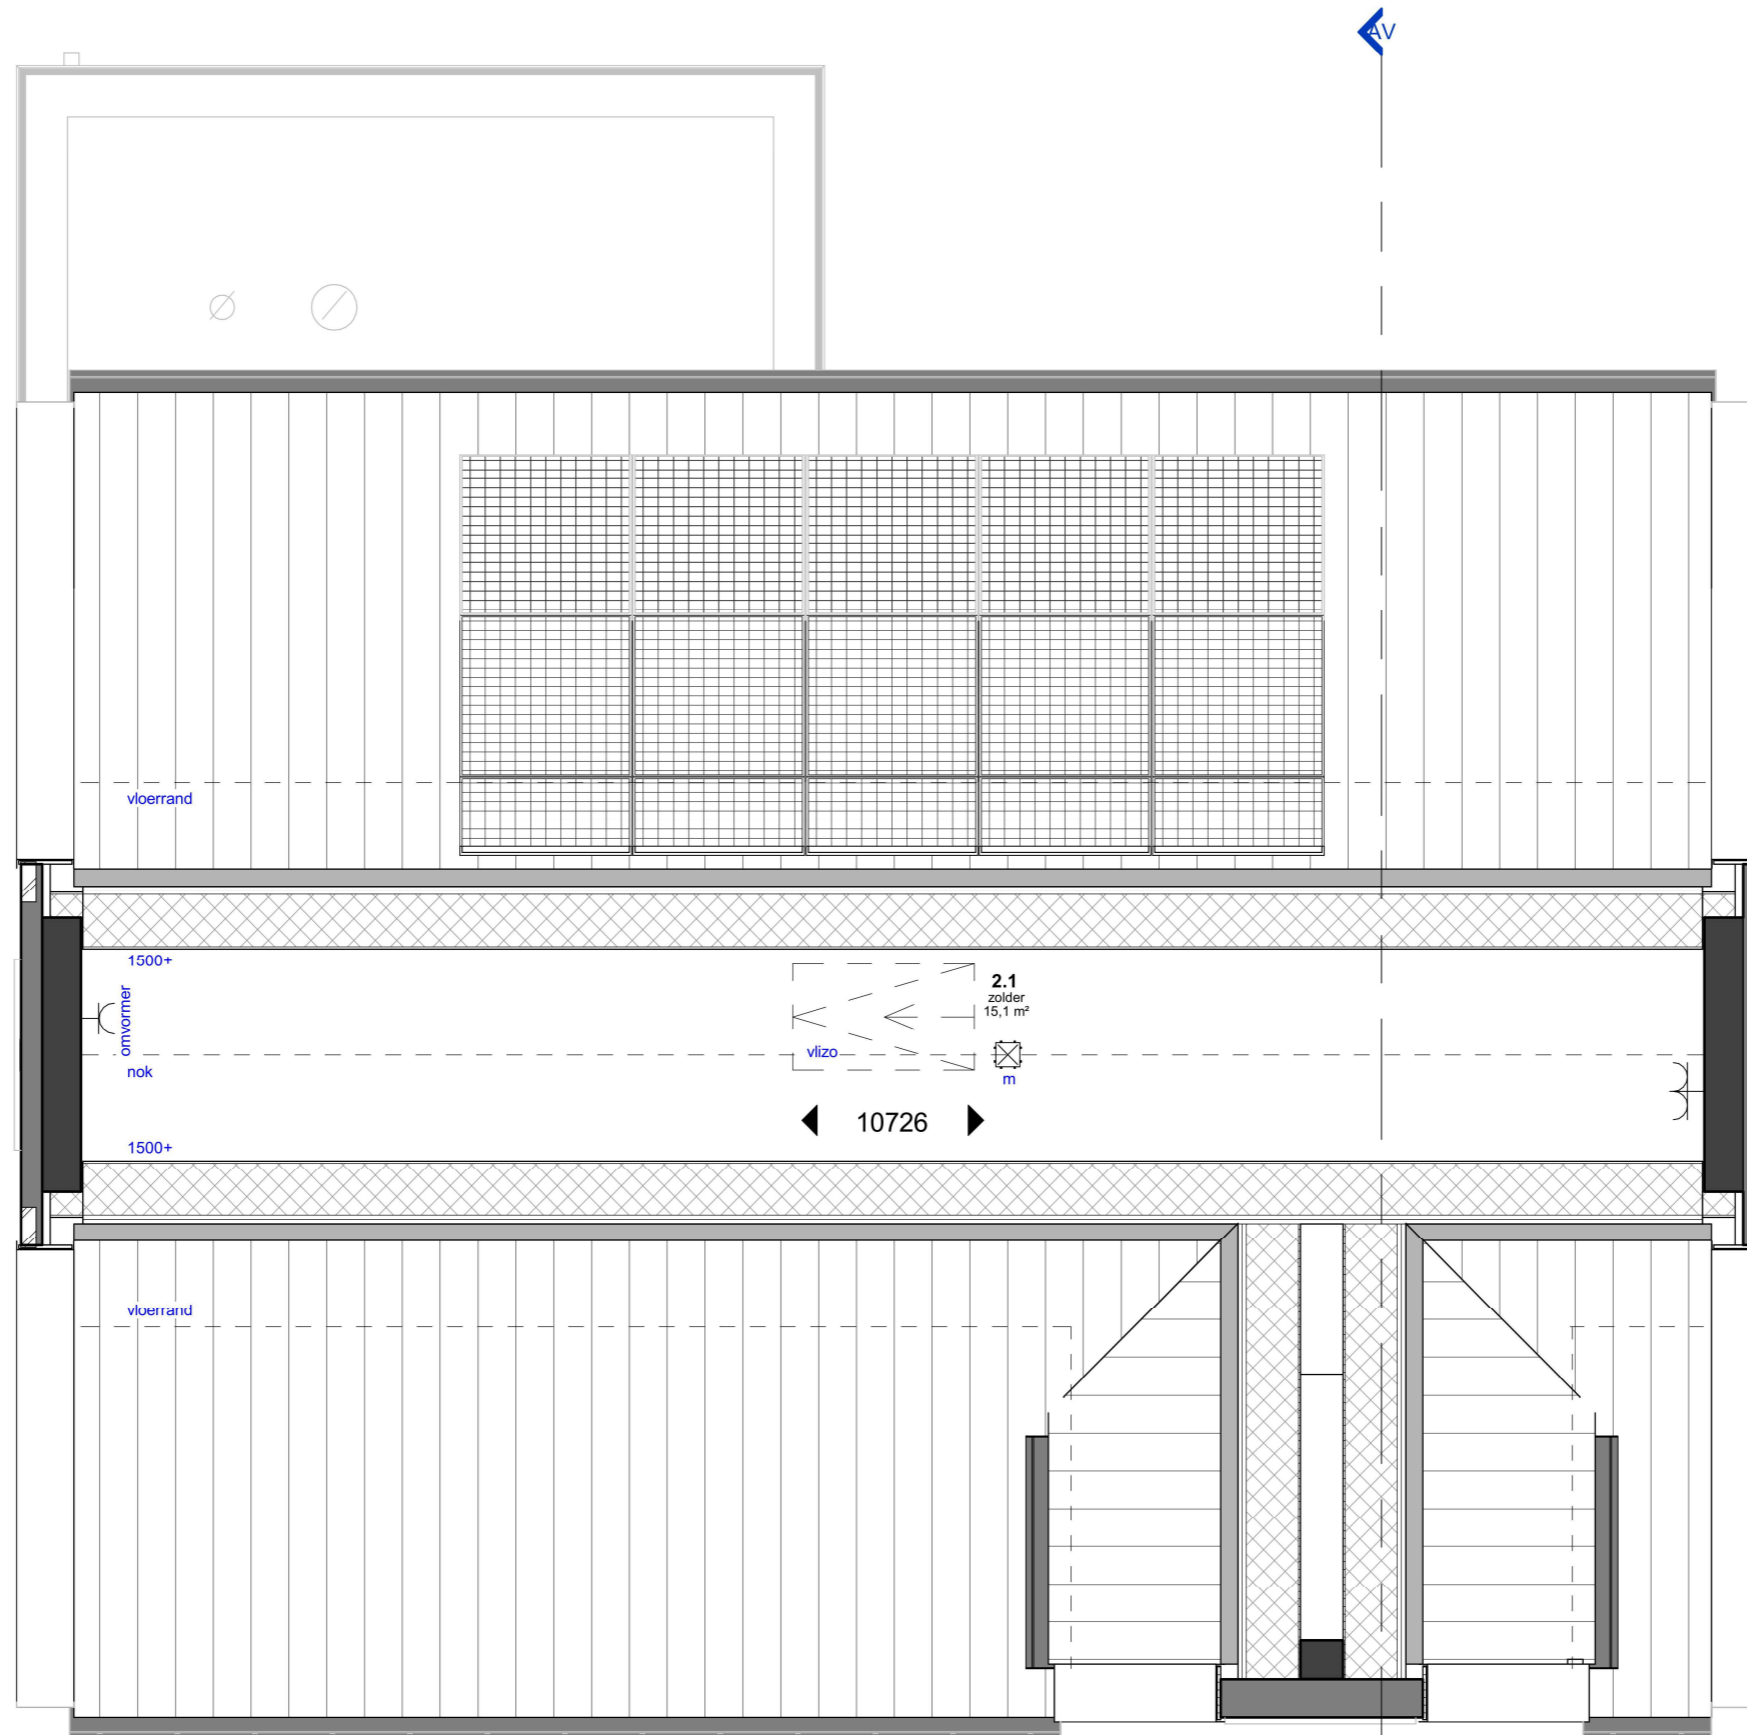 AV
vloerrand
1500+
omvormer
nok
2.1
zolder
15,1 m²
vlizo
m
10726
1500+
vloerrand